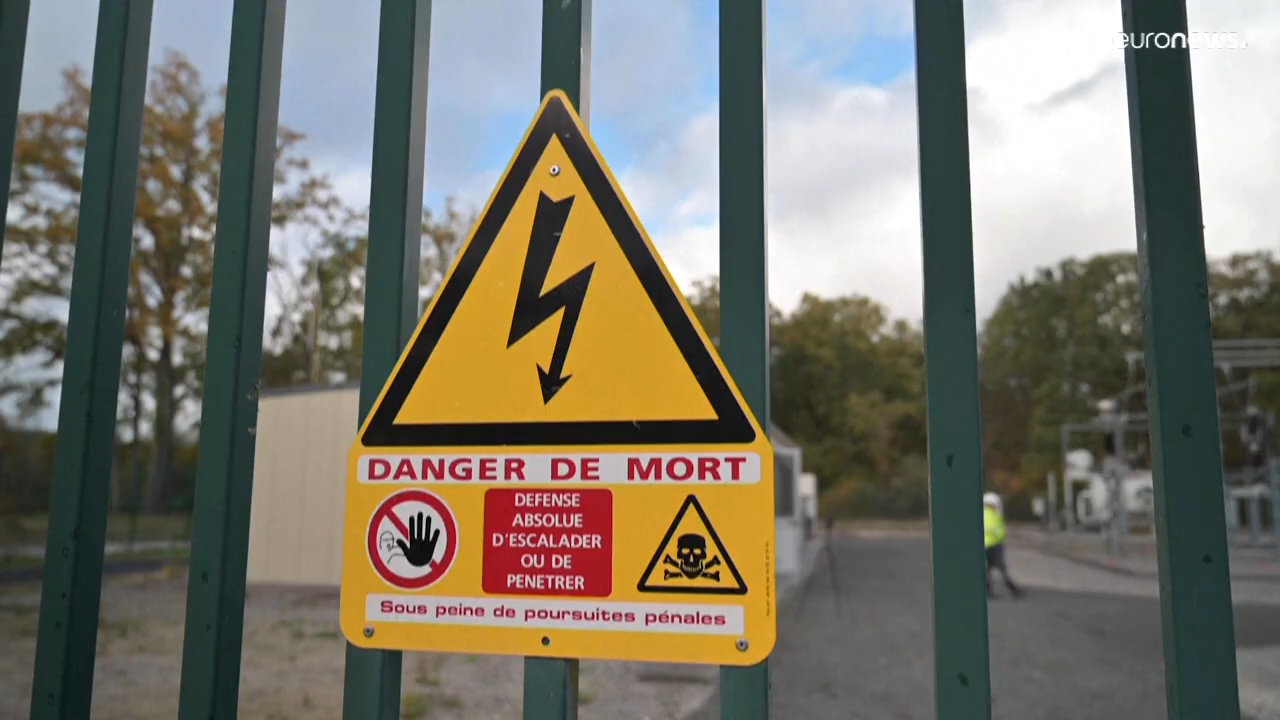 euronews.
DANGER DE MORT
DEFENSE
ABSOLUE
D'ESCALADER
OU DE
PENETRER
Sous peine de poursuites pénales